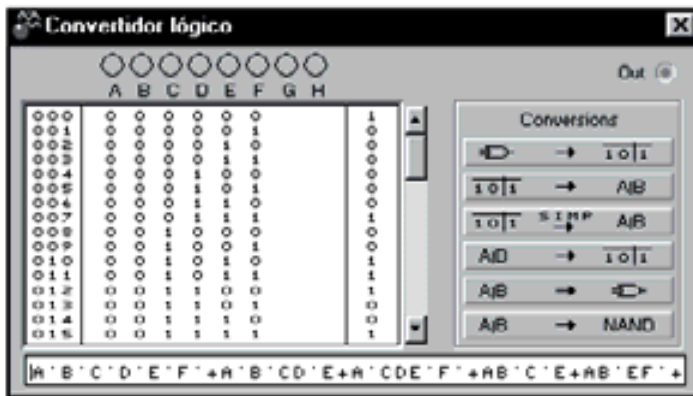 Convertidor lógico
Out
A B C D E F G H
000 0 0 0 0 0 0 1
001 0 0 0 0 0 1 0
002 0 0 0 0 1 0 0
003 0 0 0 0 1 1 0
004 0 0 0 1 0 0 0
005 0 0 0 1 0 1 0
006 0 0 0 1 1 0 0
007 0 0 0 1 1 1 1
008 0 0 1 0 0 0 0
009 0 0 1 0 0 1 0
010 0 0 1 0 1 0 1
011 0 0 1 0 1 1 1
012 0 0 1 1 0 0
013 0 0 1 1 0 1 0
014 0 0 1 1 1 0 0
015 0 0 1 1 1 1 1
Conversions
→ 1 0|1
1 0|1 → A|B
1 0|1 SIMP → A|B
A|B → 1 0|1
A|B →
A|B → NAND
A'B'C'D'E'F'+A'B'CD'E+A'CDE'F'+AB'C'E+AB'EF'+